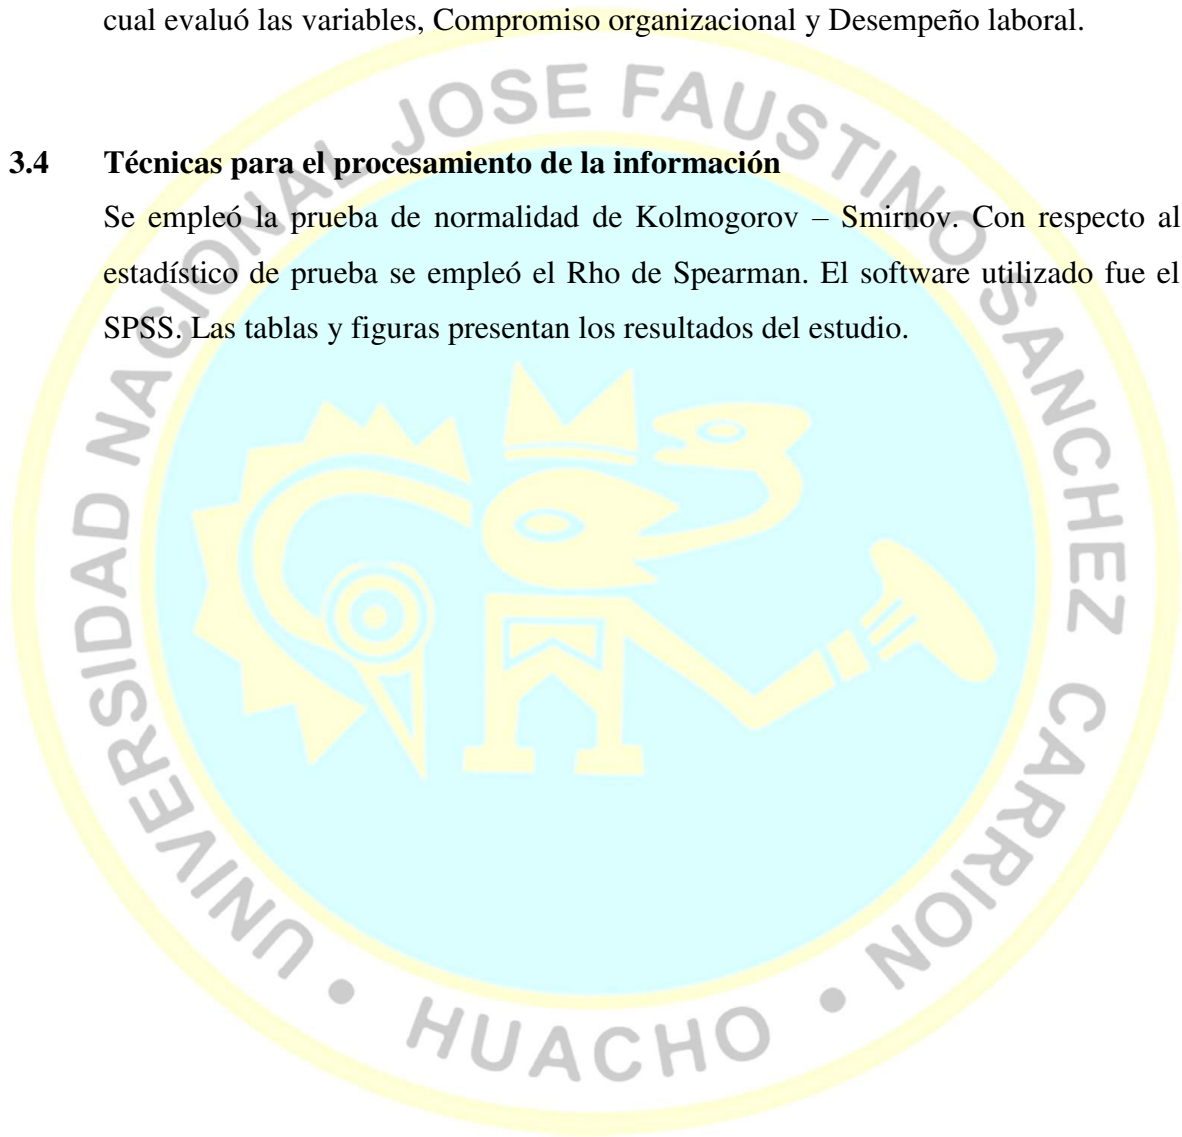 cual evaluó las variables, Compromiso organizacional y Desempeño laboral.
3.4 Técnicas para el procesamiento de la información
Se empleó la prueba de normalidad de Kolmogorov – Smirnov. Con respecto al
estadístico de prueba se empleó el Rho de Spearman. El software utilizado fue el
SPSS. Las tablas y figuras presentan los resultados del estudio.
UNIVERSIDAD NACIONAL JOSE FAUSTINO SANCHEZ CARRION • HUACHO •